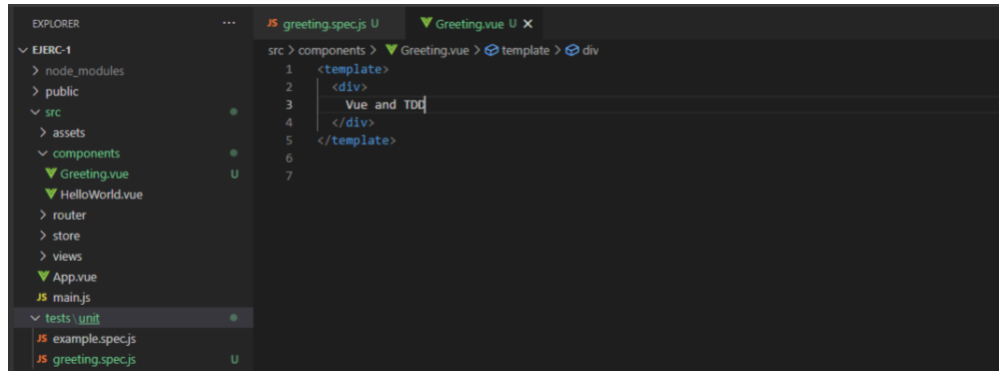 EXPLORER ...
EJERC-1
node_modules
public
src
assets
components
Greeting.vue U
HelloWorld.vue
router
store
views
App.vue
JS main.js
tests\unit
JS example.spec.js
JS greeting.spec.js U
JS greeting.spec.js U Greeting.vue U
src > components > Greeting.vue > template > div
1 <template>
2 <div>
3 Vue and TDD
4 </div>
5 </template>
6
7